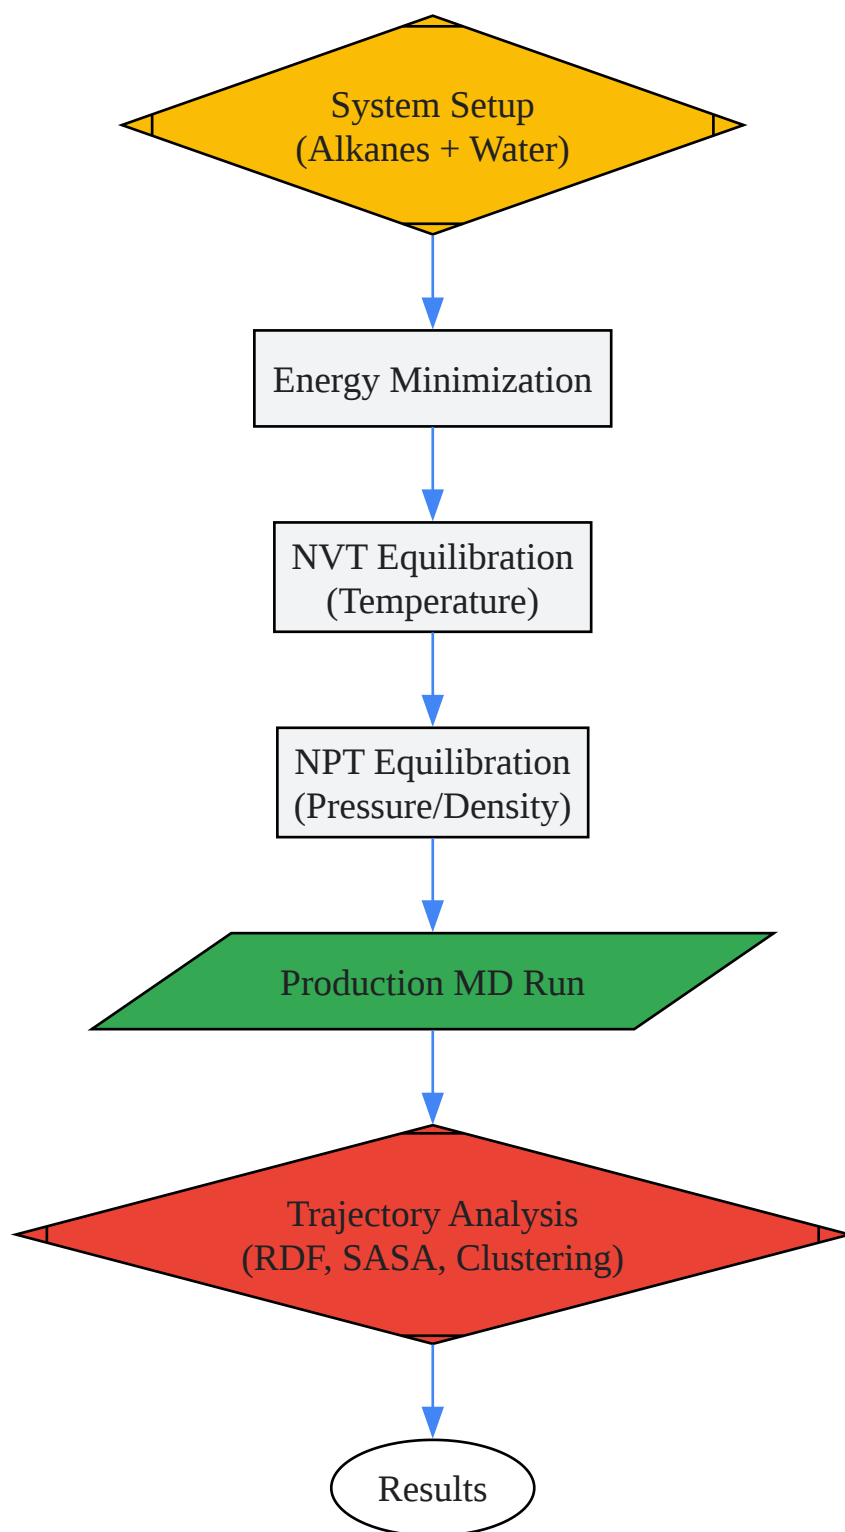 System Setup
(Alkanes + Water)
Energy Minimization
NVT Equilibration
(Temperature)
NPT Equilibration
(Pressure/Density)
Production MD Run
Trajectory Analysis
(RDF, SASA, Clustering)
Results